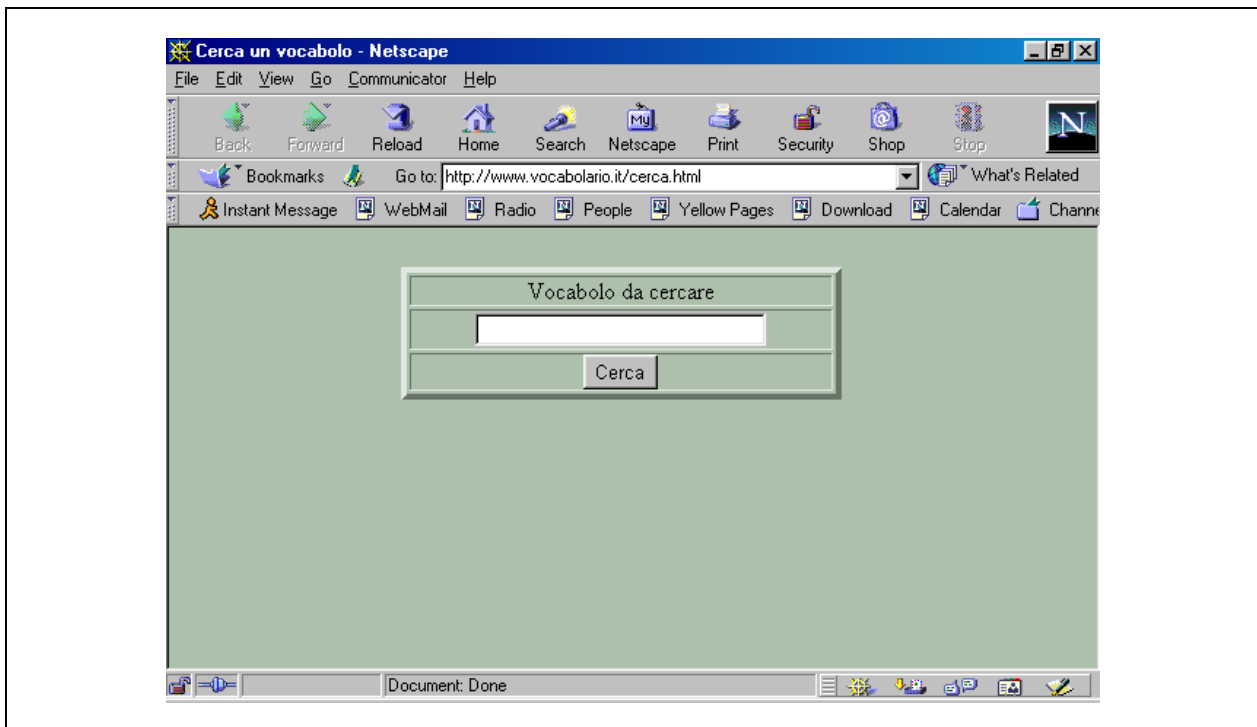 Cerca un vocabolo - Netscape
File Edit View Go Communicator Help
My N
Back Forward Reload Home Search Netscape Print Security Shop Stop
Bookmarks Go to: http://www.vocabolario.it/cerca.html What's Related
Instant Message WebMail Radio People Yellow Pages Download Calendar Channe
Vocabolo da cercare
Cerca
Document: Done